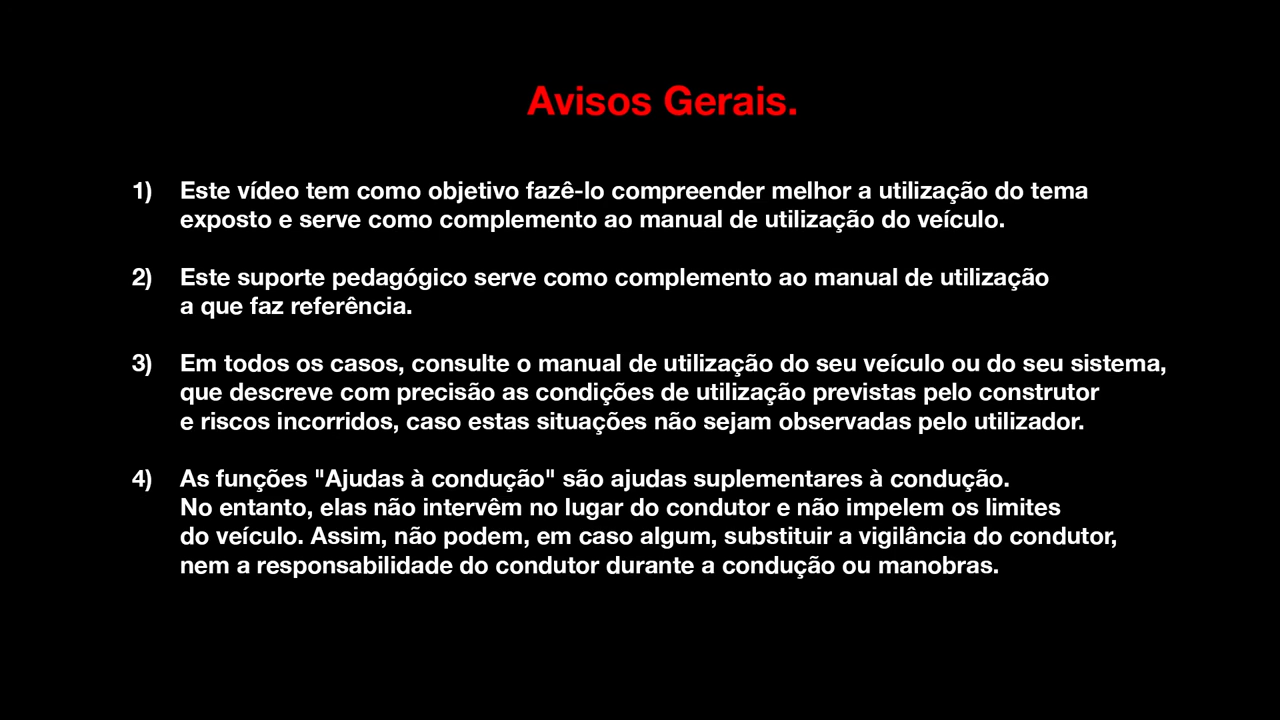 Avisos Gerais.
1) Este vídeo tem como objetivo fazê-lo compreender melhor a utilização do tema
exposto e serve como complemento ao manual de utilização do veículo.
2) Este suporte pedagógico serve como complemento ao manual de utilização
a que faz referência.
3) Em todos os casos, consulte o manual de utilização do seu veículo ou do seu sistema,
que descreve com precisão as condições de utilização previstas pelo construtor
e riscos incorridos, caso estas situações não sejam observadas pelo utilizador.
4) As funções "Ajudas à condução" são ajudas suplementares à condução.
No entanto, elas não intervêm no lugar do condutor e não impelem os limites
do veículo. Assim, não podem, em caso algum, substituir a vigilância do condutor,
nem a responsabilidade do condutor durante a condução ou manobras.